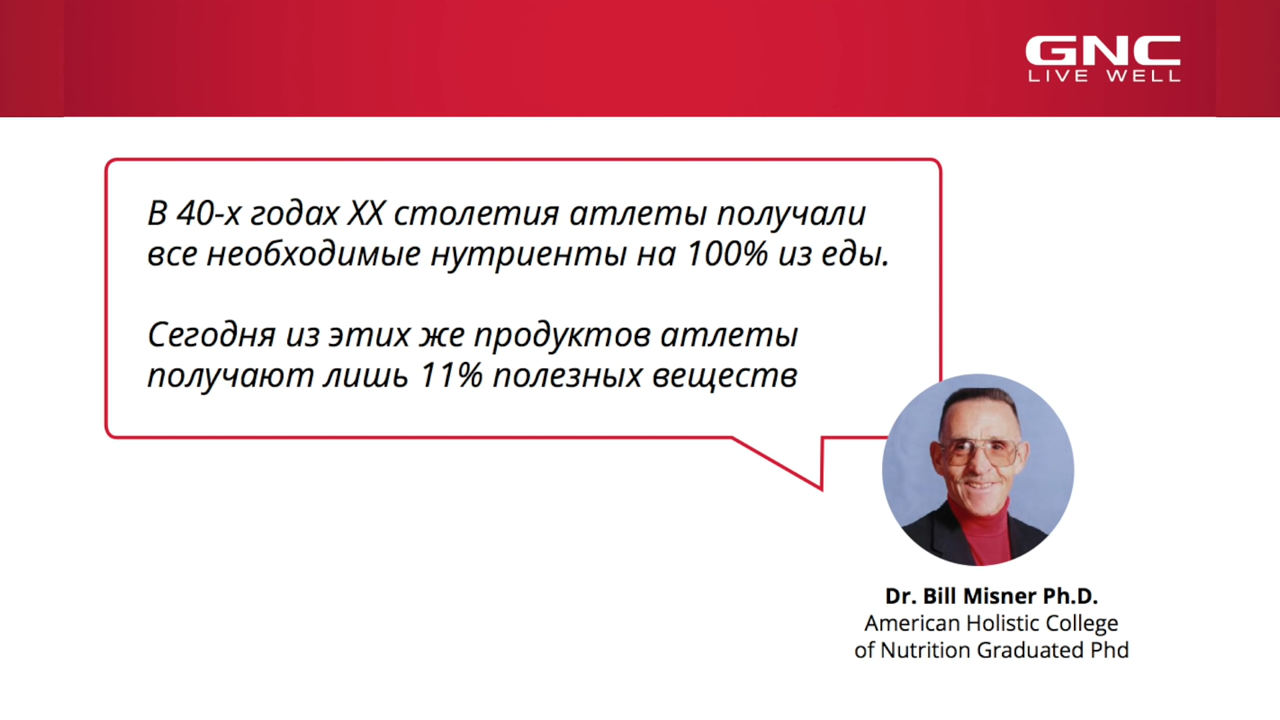 GNC
LIVE WELL
В 40-х годах XX столетия атлеты получали
все необходимые нутриенты на 100% из еды.
Сегодня из этих же продуктов атлеты
получают лишь 11% полезных веществ
Dr. Bill Misner Ph.D.
American Holistic College
of Nutrition Graduated Phd